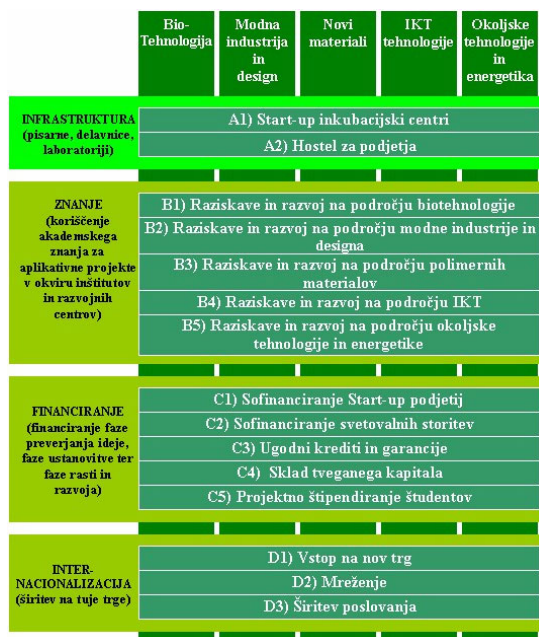 Bio-
Tehnologija
Modna
industrija
in
design
Novi
materiali
IKT
tehnologije
Okoljske
tehnologije
in
energetika
INFRASTRUKTURA
(pisarne, delavnice,
laboratoriji)
A1) Start-up inkubacijski centri
A2) Hostel za podjetja
ZNANJE
(koriščenje
akademskega
znanja za
aplikativne projekte
v okviru inštitutov
in razvojnih
centrov)
B1) Raziskave in razvoj na področju biotehnologije
B2) Raziskave in razvoj na področju modne industrije in
designa
B3) Raziskave in razvoj na področju polimernih
materialov
B4) Raziskave in razvoj na področju IKT
B5) Raziskave in razvoj na področju okoljske
tehnologije in energetike
FINANCIRANJE
(financiranje faze
preverjanja ideje,
faze ustanovitve ter
faze rasti in
razvoja)
C1) Sofinanciranje Start-up podjetij
C2) Sofinanciranje svetovalnih storitev
C3) Ugodni krediti in garancije
C4) Sklad tveganega kapitala
C5) Projektno štipendiranje študentov
INTER-
NACIONALIZACIJA
(širitev na tuje trge)
D1) Vstop na nov trg
D2) Mreženje
D3) Širitev poslovanja